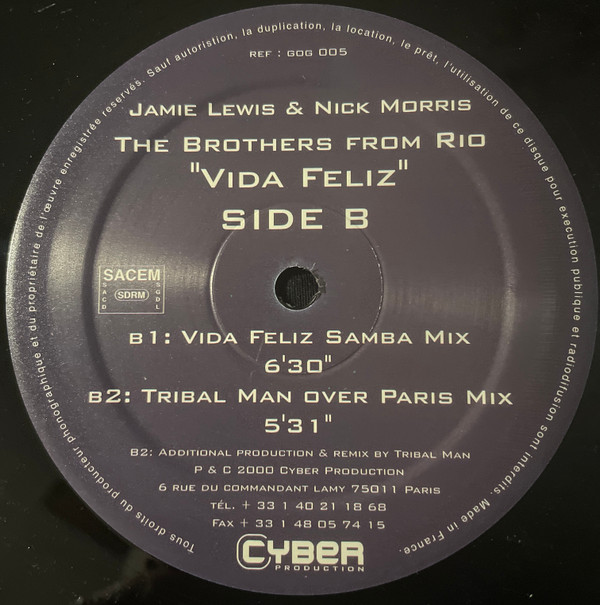 Tous droits du producteur phonographique et du propriétaire de l'œuvre enregistrée reservés. Sauf autoristion, la duplication, la location, le prêt, l'utilisation de ce disque pour execution publique et radiodifusion sont interdits. Made in France.
REF : GOG 005
JAMIE LEWIS & NICK MORRIS
THE BROTHERS FROM RIO
"VIDA FELIZ"
SIDE B
SACEM
SACD
SDRM
SGDL
B1: VIDA FELIZ SAMBA MIX
6'30"
B2: TRIBAL MAN OVER PARIS MIX
5'31"
B2: ADDITIONAL PRODUCTION & REMIX BY TRIBAL MAN
P & C 2000 CYBER PRODUCTION
6 RUE DU COMMANDANT LAMY 75011 PARIS
TÉL. + 33 1 40 21 18 68
FAX + 33 1 48 05 74 15
CYBER
PRODUCTION